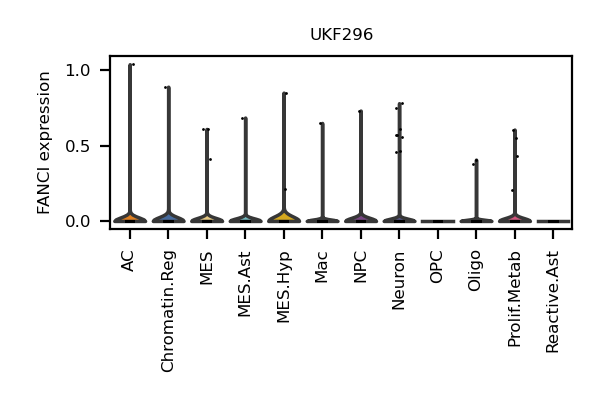 UKF296
FANCI expression
1.0
0.5
0.0
AC
Chromatin.Reg
MES
MES.Ast
MES.Hyp
Mac
NPC
Neuron
OPC
Oligo
Prolif.Metab
Reactive.Ast